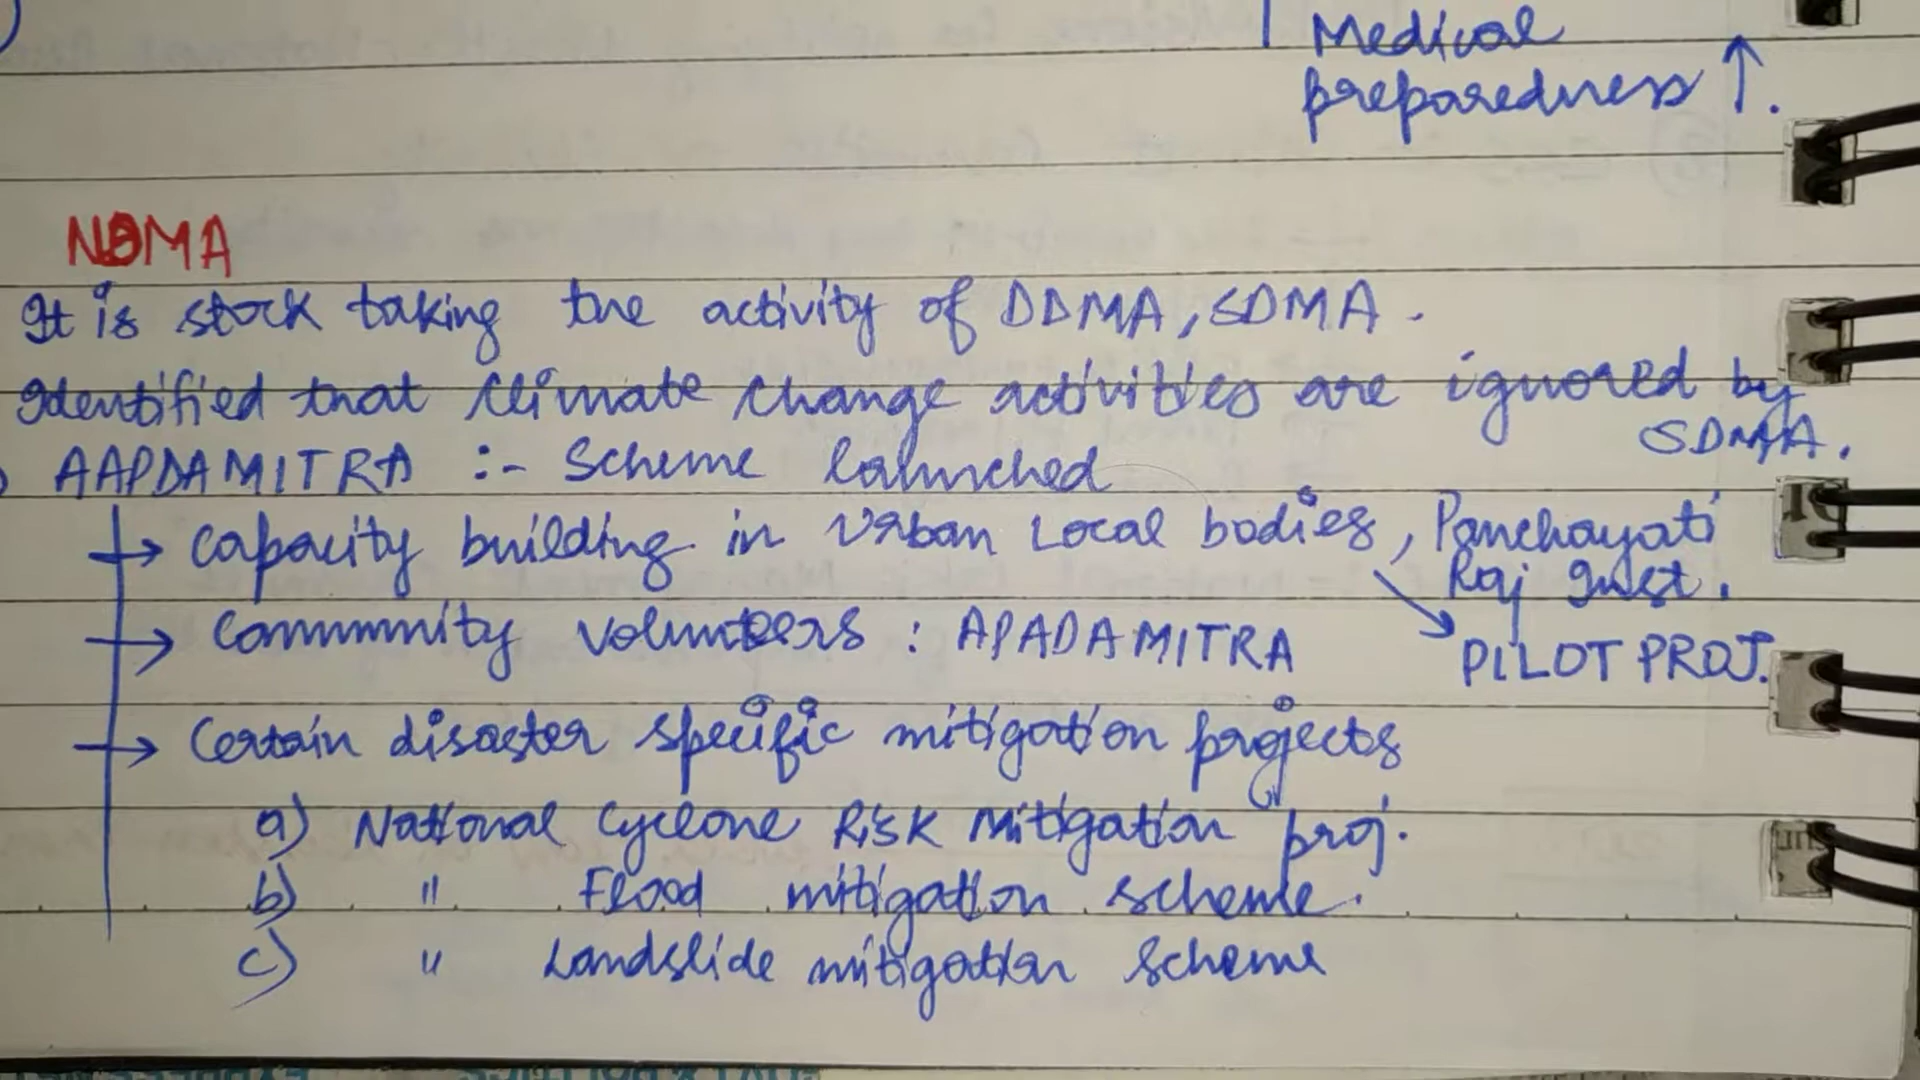 Medical
preparedness ↑.
NDMA
It is stock taking the activity of DDMA, SDMA.
Identified that climate change activities are ignored by
SDMA.
AAPDAMITRA :- Scheme launched
→ Capacity building in Urban Local bodies, Panchayati
Raj Inst.
→ Community volunteers : APADAMITRA
PILOT PROJ.
→ Certain disaster specific mitigation projects
a) National Cyclone Risk Mitigation proj.
b) " Flood mitigation scheme.
c) " Landslide mitigation scheme